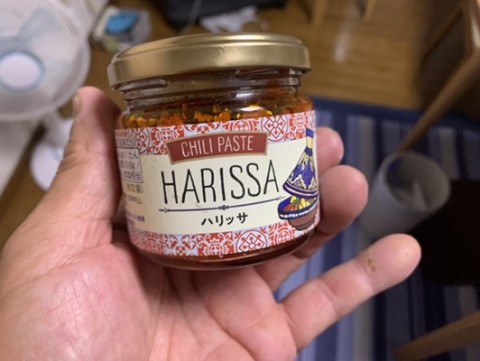 CHILI PASTE
HARISSA
ハリッサ